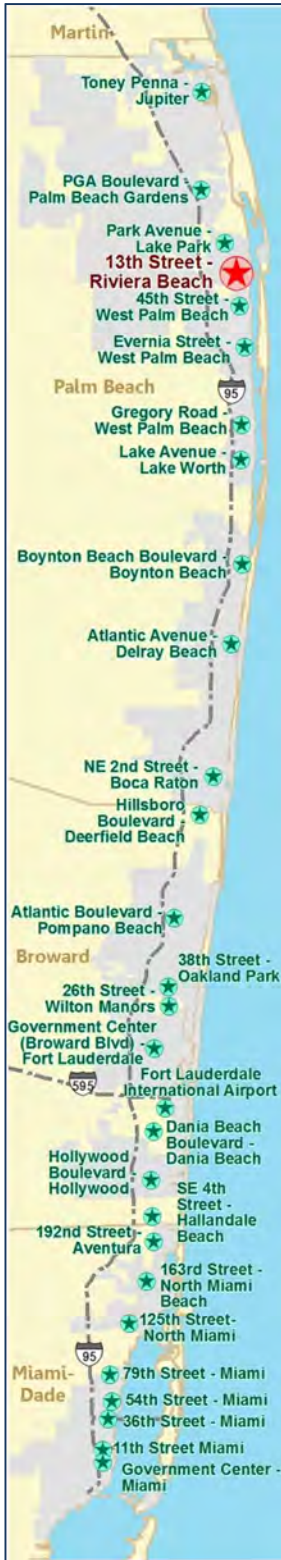 Martin
Toney Penna -
Jupiter
PGA Boulevard -
Palm Beach Gardens
Park Avenue -
Lake Park
13th Street -
Riviera Beach
45th Street -
West Palm Beach
Evernia Street -
West Palm Beach
Palm Beach
95
Gregory Road -
West Palm Beach
Lake Avenue -
Lake Worth
Boynton Beach Boulevard -
Boynton Beach
Atlantic Avenue -
Delray Beach
NE 2nd Street -
Boca Raton
Hillsboro
Boulevard -
Deerfield Beach
Atlantic Boulevard -
Pompano Beach
Broward
38th Street -
Oakland Park
26th Street -
Wilton Manors
Government Center
(Broward Blvd) -
Fort Lauderdale
595
Fort Lauderdale
International Airport
Dania Beach
Boulevard -
Dania Beach
Hollywood
Boulevard -
Hollywood
SE 4th
Street -
Hallandale
Beach
192nd Street -
Aventura
163rd Street -
North Miami
Beach
125th Street-
North Miami
95
Miami-
Dade
79th Street - Miami
54th Street - Miami
36th Street - Miami
11th Street Miami
Government Center -
Miami